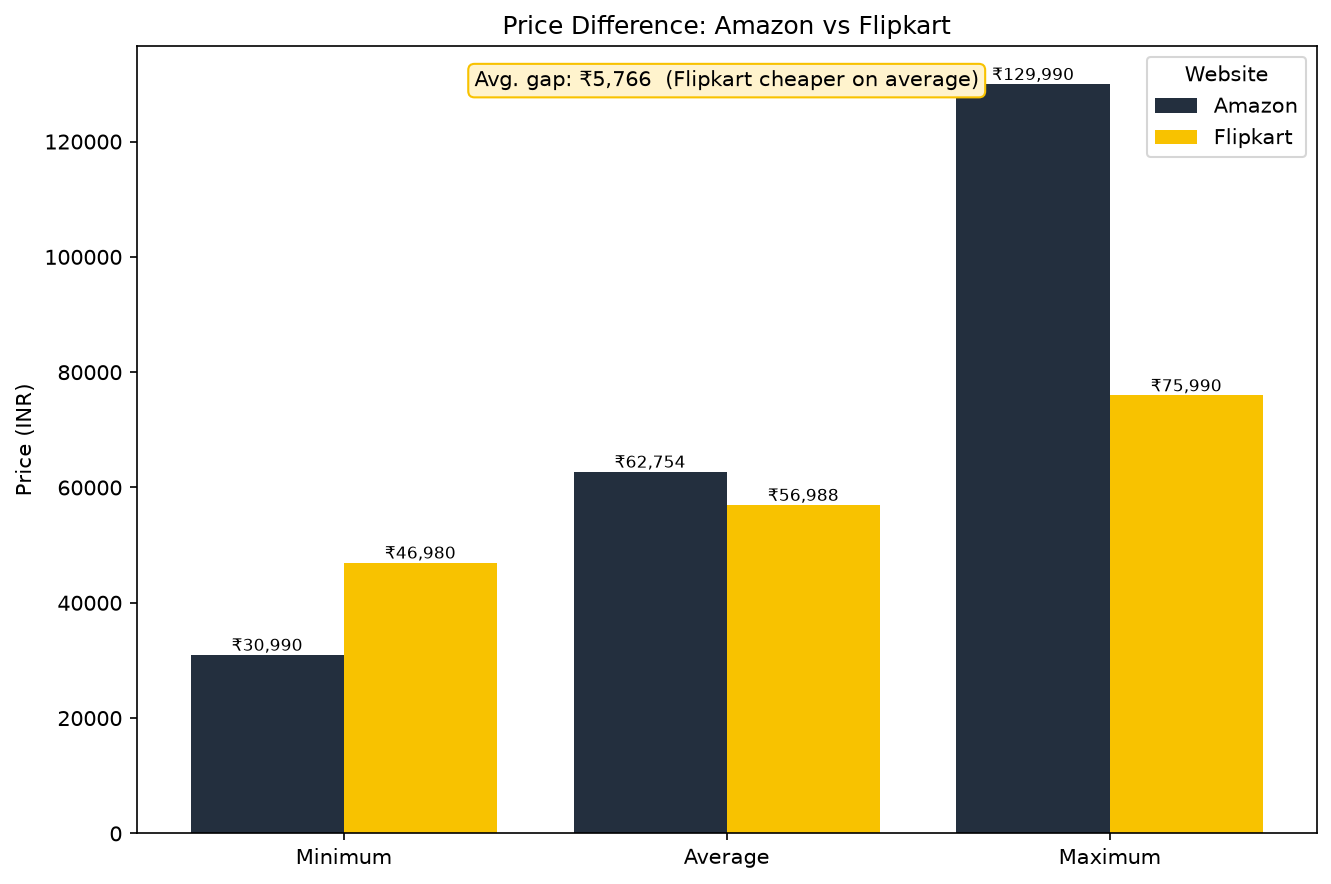 Price Difference: Amazon vs Flipkart
Avg. gap: ₹5,766  (Flipkart cheaper on average)
₹129,990
Website
Amazon
Flipkart
120000
100000
80000
60000
40000
20000
0
Price (INR)
₹30,990
₹46,980
₹62,754
₹56,988
₹75,990
Minimum
Average
Maximum